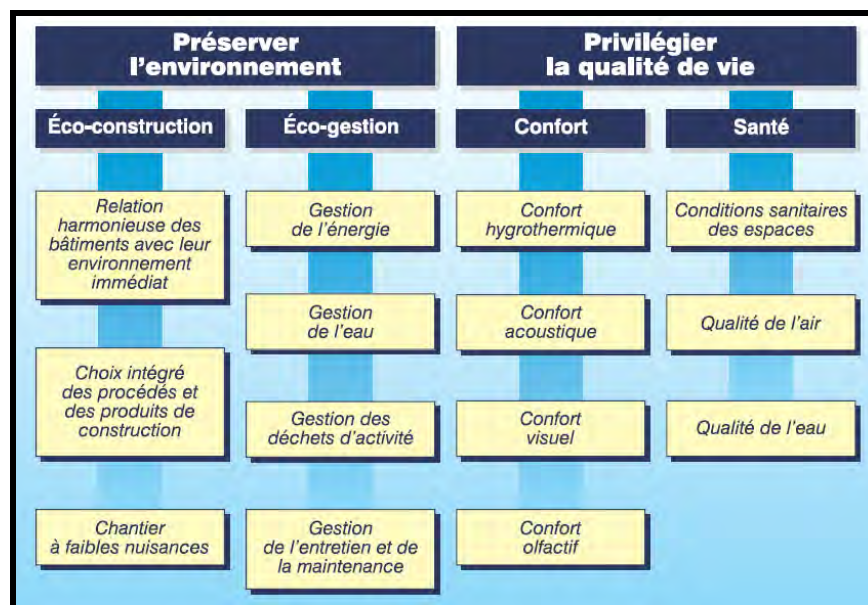 Préserver
l'environnement
Privilégier
la qualité de vie
Éco-construction
Éco-gestion
Confort
Santé
Relation
harmonieuse des
bâtiments avec leur
environnement
immédiat
Choix intégré
des procédés et
des produits de
construction
Chantier
à faibles nuisances
Gestion
de l'énergie
Gestion
de l'eau
Gestion des
déchets d'activité
Gestion
de l'entretien et de
la maintenance
Confort
hygrothermique
Confort
acoustique
Confort
visuel
Confort
olfactif
Conditions sanitaires
des espaces
Qualité de l'air
Qualité de l'eau